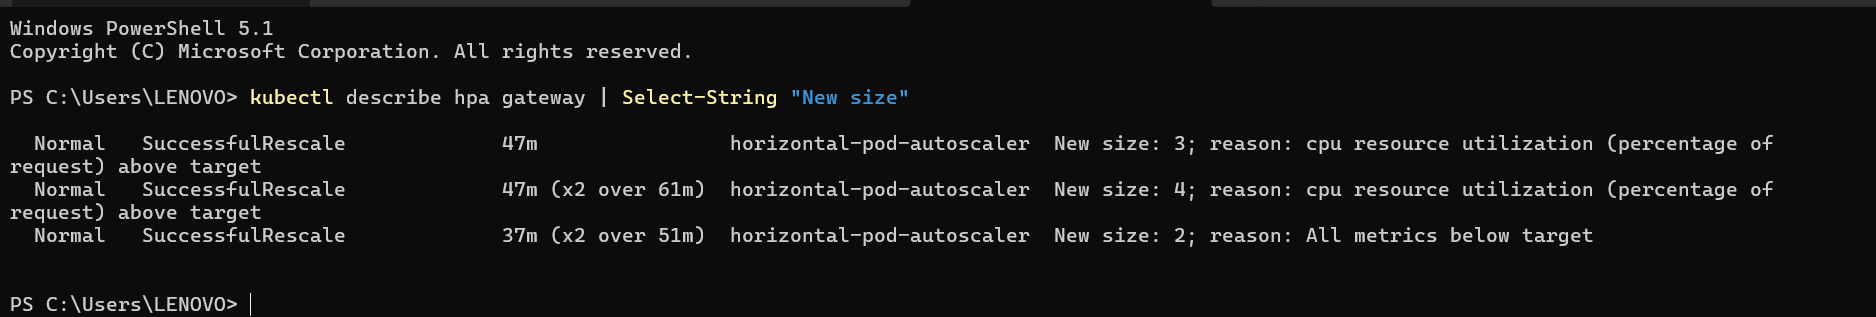 Windows PowerShell 5.1
Copyright (C) Microsoft Corporation. All rights reserved.
PS C:\Users\LENOVO> kubectl describe hpa gateway | Select-String "New size"
  Normal   SuccessfulRescale             47m                horizontal-pod-autoscaler  New size: 3; reason: cpu resource utilization (percentage of
request) above target
  Normal   SuccessfulRescale             47m (x2 over 61m)  horizontal-pod-autoscaler  New size: 4; reason: cpu resource utilization (percentage of
request) above target
  Normal   SuccessfulRescale             37m (x2 over 51m)  horizontal-pod-autoscaler  New size: 2; reason: All metrics below target
PS C:\Users\LENOVO>